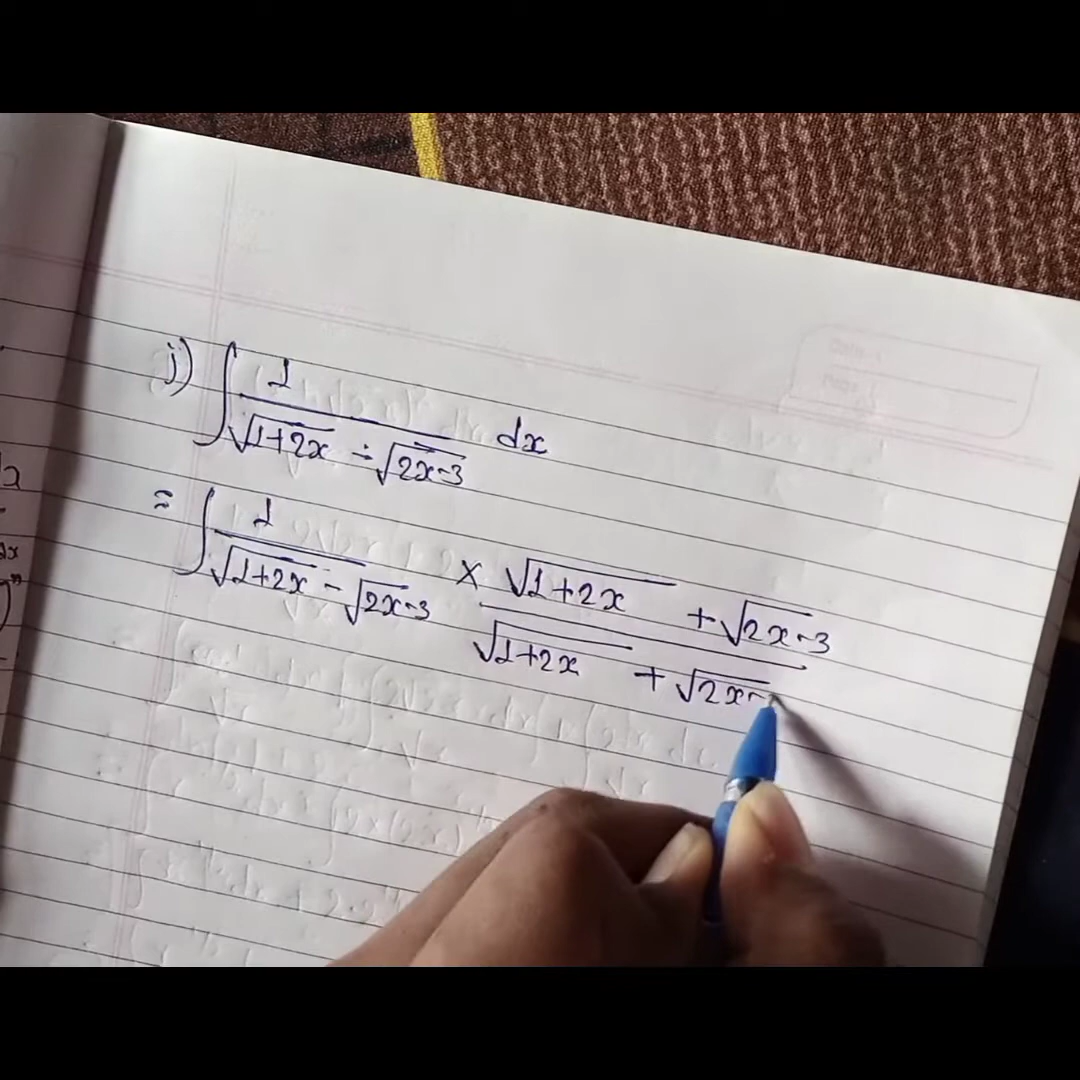 j) ∫ 1/(√(1+2x) - √(2x-3)) dx
= ∫ 1/(√(1+2x) - √(2x-3)) × (√(1+2x) + √(2x-3))/(√(1+2x) + √(2x-